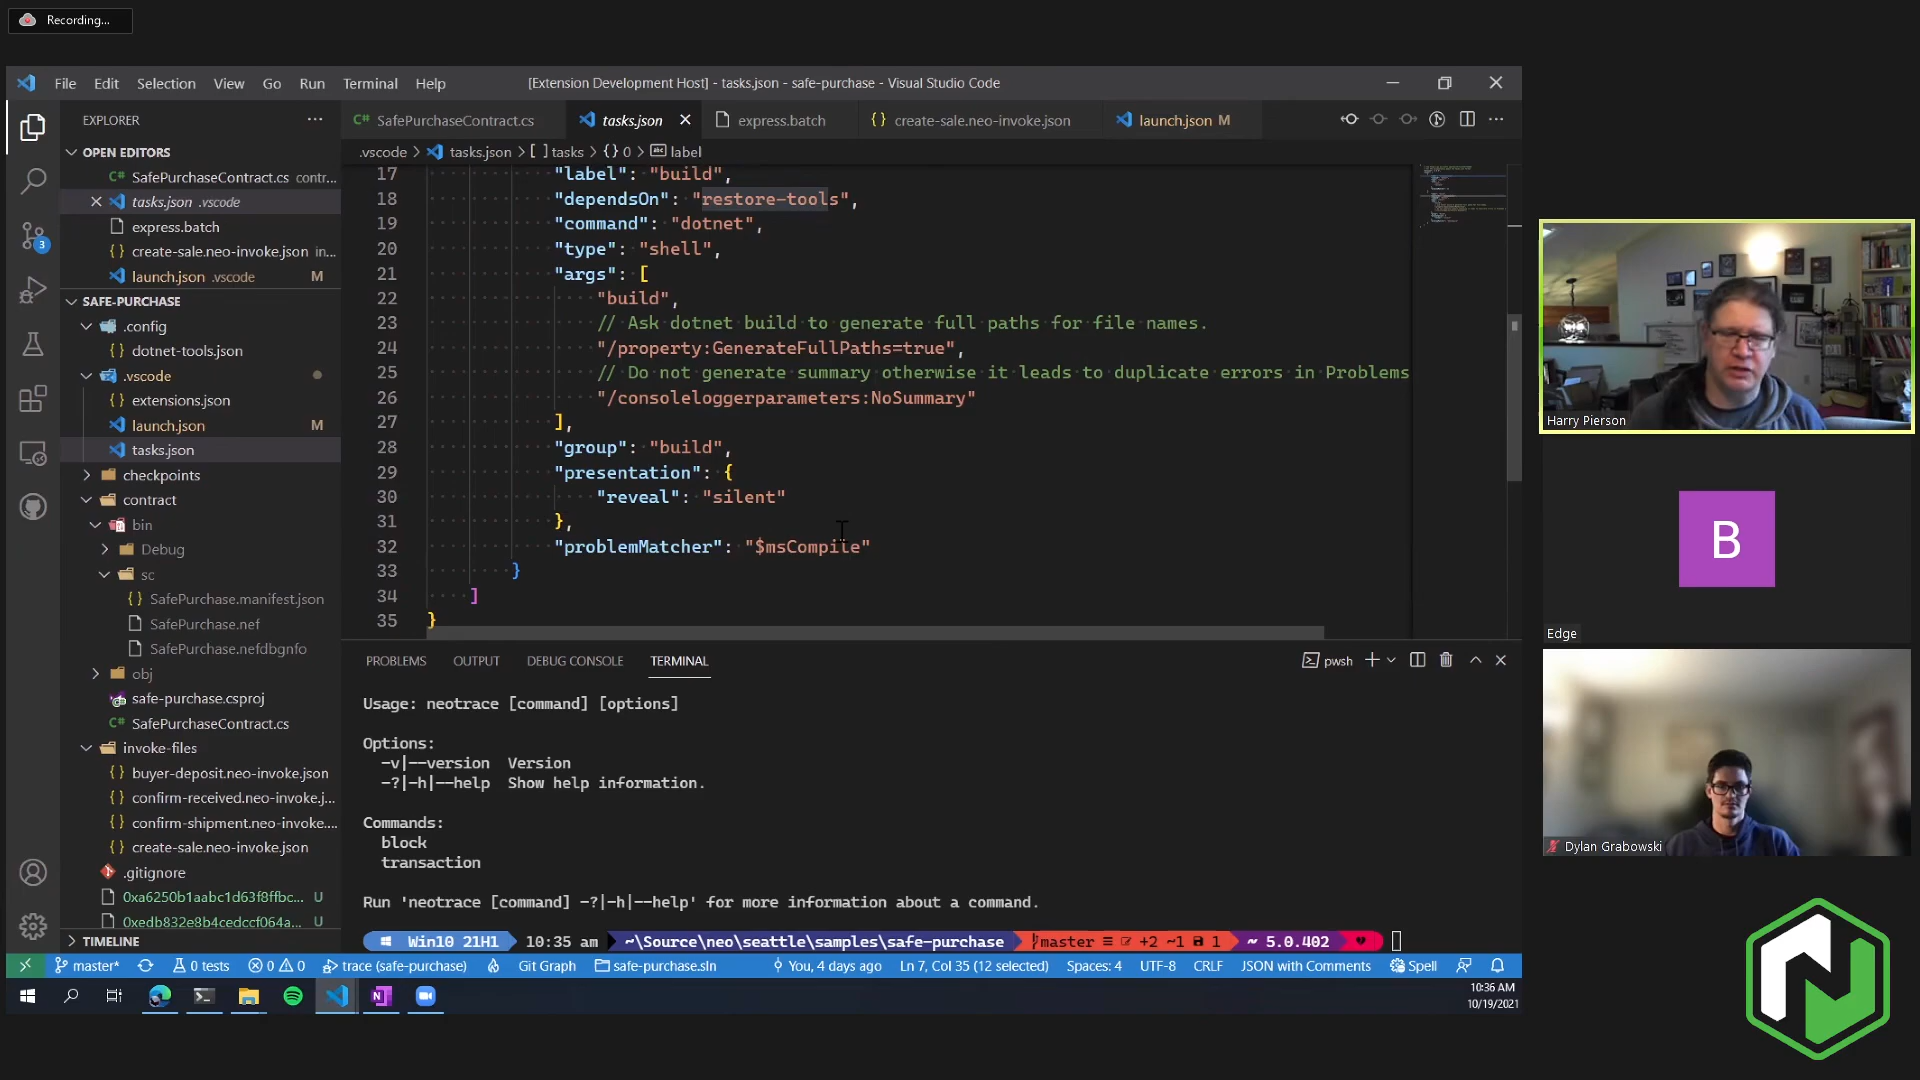 Recording...
File Edit Selection View Go Run Terminal Help
[Extension Development Host] - tasks.json - safe-purchase - Visual Studio Code
EXPLORER
OPEN EDITORS
SafePurchaseContract.cs contr...
tasks.json .vscode
express.batch
create-sale.neo-invoke.json in...
launch.json .vscode M
SAFE-PURCHASE
.config
dotnet-tools.json
.vscode
extensions.json
launch.json M
tasks.json
checkpoints
contract
bin
Debug
sc
SafePurchase.manifest.json
SafePurchase.nef
SafePurchase.nefdbgnfo
obj
safe-purchase.csproj
SafePurchaseContract.cs
invoke-files
buyer-deposit.neo-invoke.json
confirm-received.neo-invoke.j...
confirm-shipment.neo-invoke....
create-sale.neo-invoke.json
.gitignore
0xa6250b1aabc1d63f8ffbc... U
0xedb832e8b4cedccf064a... U
TIMELINE
3
SafePurchaseContract.cs
tasks.json
express.batch
create-sale.neo-invoke.json
launch.json M
.vscode > tasks.json > [ ] tasks > {} 0 > label
17 "label": "build",
18 "dependsOn": "restore-tools",
19 "command": "dotnet",
20 "type": "shell",
21 "args": [
22 "build",
23 // Ask dotnet build to generate full paths for file names.
24 "/property:GenerateFullPaths=true",
25 // Do not generate summary otherwise it leads to duplicate errors in Problems
26 "/consoleloggerparameters:NoSummary"
27 ],
28 "group": "build",
29 "presentation": {
30 "reveal": "silent"
31 },
32 "problemMatcher": "$msCompile"
33 }
34 ]
35 }
PROBLEMS OUTPUT DEBUG CONSOLE TERMINAL
pwsh
Usage: neotrace [command] [options]
Options:
-v|--version Version
-?|-h|--help Show help information.
Commands:
block
transaction
Run 'neotrace [command] -?|-h|--help' for more information about a command.
Win10 21H1 10:35 am ~\Source\neo\seattle\samples\safe-purchase master ≡ +2 ~1 1 ~ 5.0.402
master* 0 tests 0 0 trace (safe-purchase) Git Graph safe-purchase.sln You, 4 days ago Ln 7, Col 35 (12 selected) Spaces: 4 UTF-8 CRLF JSON with Comments Spell
10:36 AM
10/19/2021
Harry Pierson
B
Edge
Dylan Grabowski